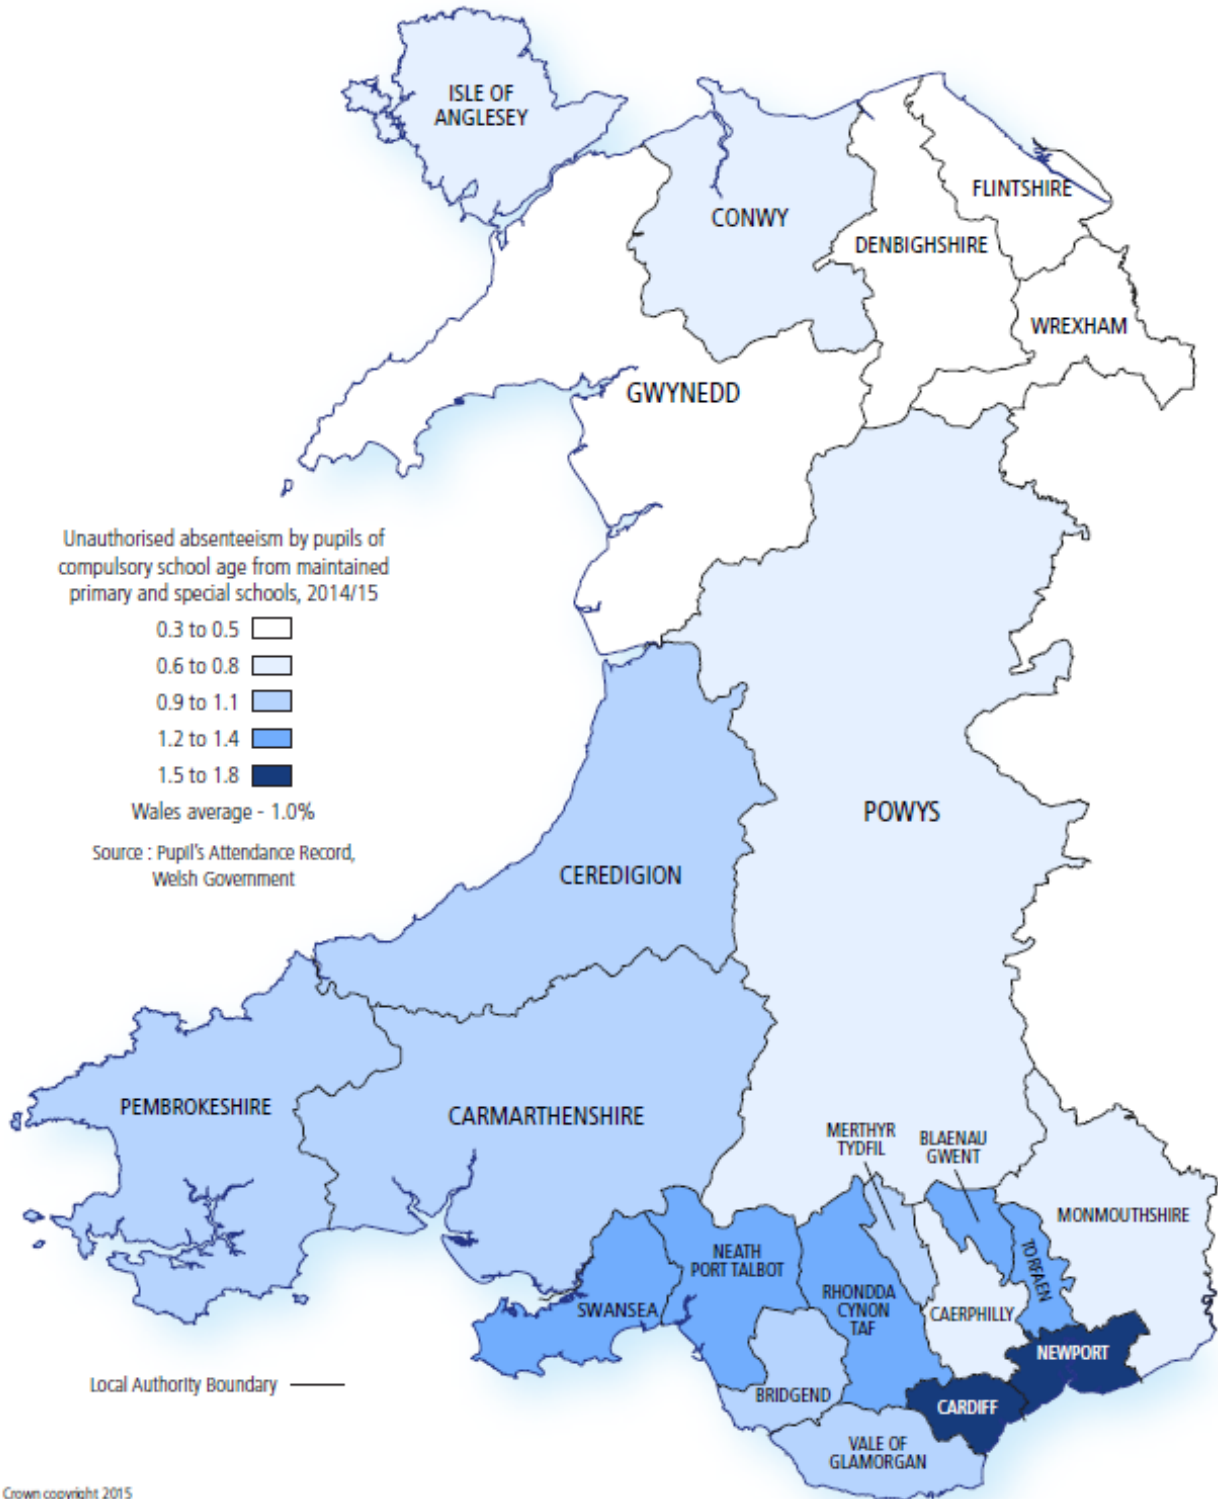 ISLE OF
ANGLESEY
FLINTSHIRE
CONWY
DENBIGHSHIRE
WREXHAM
GWYNEDD
Unauthorised absenteeism by pupils of
compulsory school age from maintained
primary and special schools, 2014/15
0.3 to 0.5
0.6 to 0.8
0.9 to 1.1
1.2 to 1.4
1.5 to 1.8
Wales average - 1.0%
Source : Pupil's Attendance Record,
Welsh Government
POWYS
CEREDIGION
PEMBROKESHIRE
CARMARTHENSHIRE
MERTHYR
TYDFIL
BLAENAU
GWENT
MONMOUTHSHIRE
NEATH
PORT TALBOT
TORFAEN
SWANSEA
RHONDDA
CYNON
TAF
CAERPHILLY
NEWPORT
Local Authority Boundary
BRIDGEND
CARDIFF
VALE OF
GLAMORGAN
Crown copyright 2015